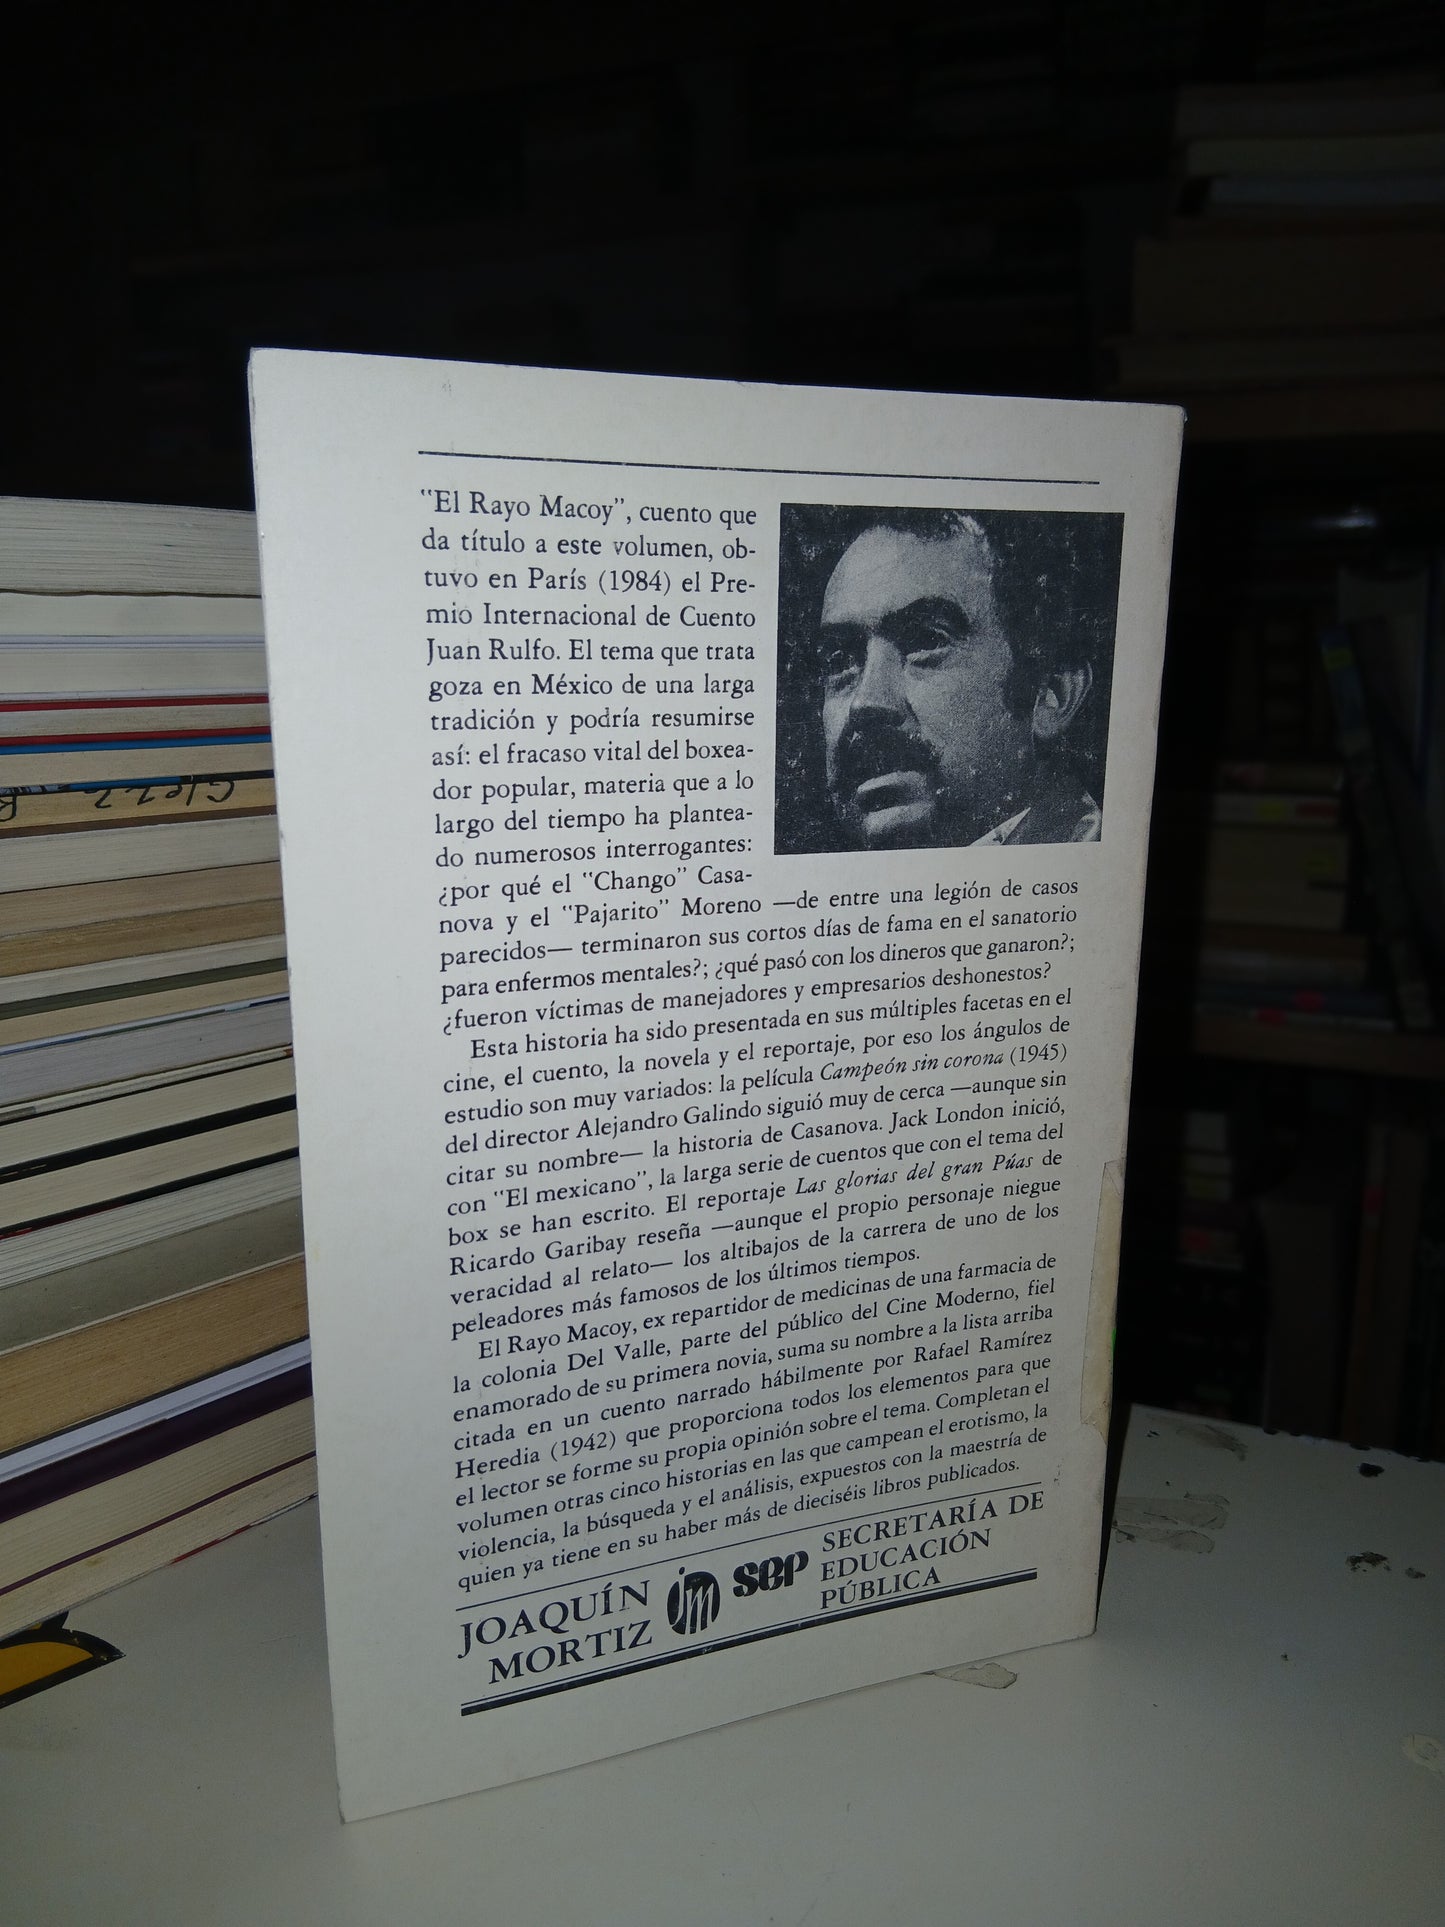 "El Rayo Macoy", cuento que
da título a este volumen, ob-
tuvo en París (1984) el Pre-
mio Internacional de Cuento
Juan Rulfo. El tema que trata
goza en México de una larga
tradición y podría resumirse
así: el fracaso vital del boxea-
dor popular, materia que a lo
largo del tiempo ha plantea-
do numerosos interrogantes:
¿por qué el "Chango" Casa-
nova y el "Pajarito" Moreno —de entre una legión de casos
parecidos— terminaron sus cortos días de fama en el sanatorio
para enfermos mentales?; ¿qué pasó con los dineros que ganaron?;
¿fueron víctimas de manejadores y empresarios deshonestos?
Esta historia ha sido presentada en sus múltiples facetas en el
cine, el cuento, la novela y el reportaje, por eso los ángulos de
estudio son muy variados: la película Campeón sin corona (1945)
del director Alejandro Galindo siguió muy de cerca —aunque sin
citar su nombre— la historia de Casanova. Jack London inició,
con "El mexicano", la larga serie de cuentos que con el tema del
box se han escrito. El reportaje Las glorias del gran Púas de
Ricardo Garibay reseña —aunque el propio personaje niegue
veracidad al relato— los altibajos de la carrera de uno de los
peleadores más famosos de los últimos tiempos.
El Rayo Macoy, ex repartidor de medicinas de una farmacia de
la colonia Del Valle, parte del público del Cine Moderno, fiel
enamorado de su primera novia, suma su nombre a la lista arriba
citada en un cuento narrado hábilmente por Rafael Ramírez
Heredia (1942) que proporciona todos los elementos para que
el lector se forme su propia opinión sobre el tema. Completan el
volumen otras cinco historias en las que campean el erotismo, la
violencia, la búsqueda y el análisis, expuestos con la maestría de
quien ya tiene en su haber más de dieciséis libros publicados.
JOAQUÍN
MORTIZ
jm
sep
SECRETARÍA DE
EDUCACIÓN
PÚBLICA